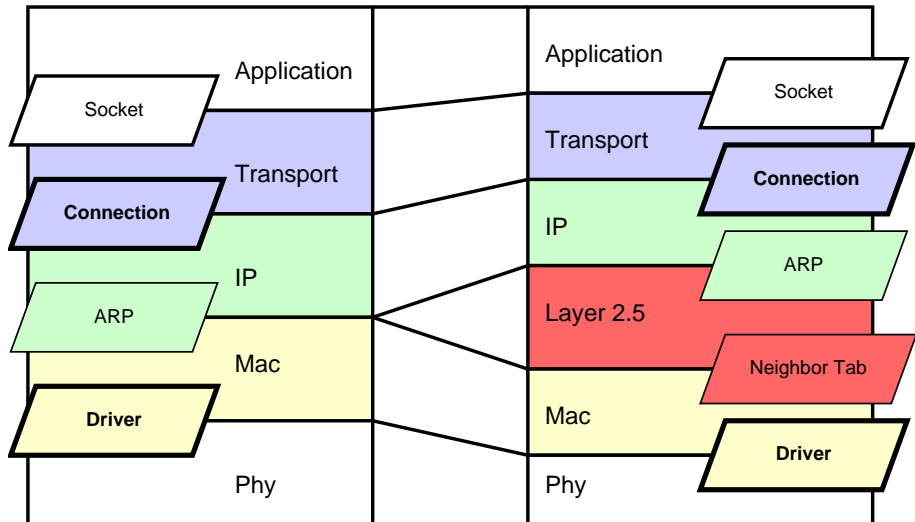 Application
Socket
Transport
Connection
IP
ARP
Mac
Driver
Phy
Application
Socket
Transport
Connection
IP
ARP
Layer 2.5
Neighbor Tab
Mac
Driver
Phy